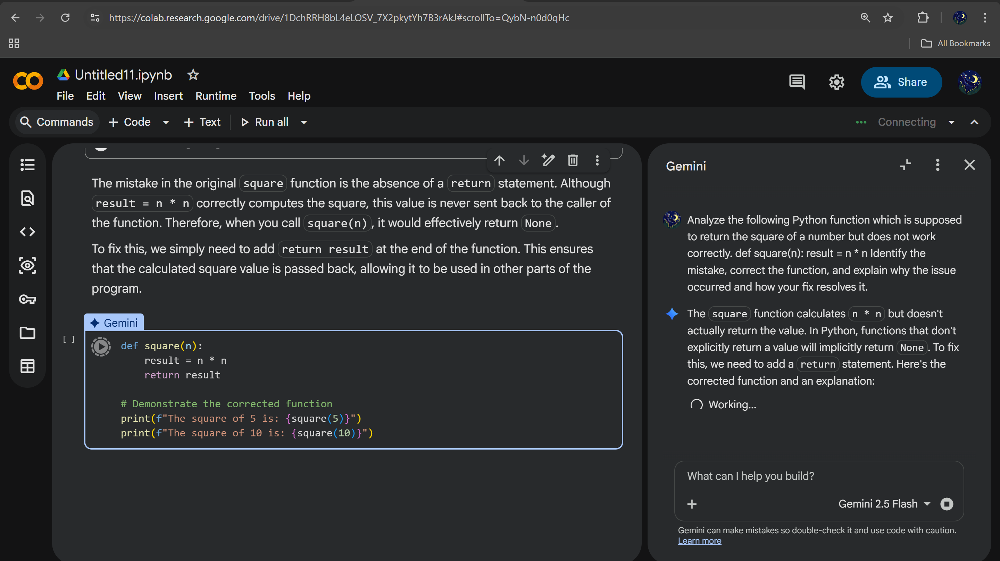 https://colab.research.google.com/drive/1DchRRH8bL4eLOSV_7X2pkytYh7B3rAkJ#scrollTo=QybN-n0d0qHc
All Bookmarks
Untitled11.ipynb
File Edit View Insert Runtime Tools Help
Share
Commands + Code + Text Run all
Connecting
The mistake in the original square function is the absence of a return statement. Although
result = n * n correctly computes the square, this value is never sent back to the caller of
the function. Therefore, when you call square(n), it would effectively return None.
To fix this, we simply need to add return result at the end of the function. This ensures
that the calculated square value is passed back, allowing it to be used in other parts of the
program.
Gemini
[ ]
def square(n):
    result = n * n
    return result
# Demonstrate the corrected function
print(f"The square of 5 is: {square(5)}")
print(f"The square of 10 is: {square(10)}")
Gemini
Analyze the following Python function which is supposed
to return the square of a number but does not work
correctly. def square(n): result = n * n Identify the
mistake, correct the function, and explain why the issue
occurred and how your fix resolves it.
The square function calculates n * n but doesn't
actually return the value. In Python, functions that don't
explicitly return a value will implicitly return None. To fix
this, we need to add a return statement. Here's the
corrected function and an explanation:
Working...
What can I help you build?
Gemini 2.5 Flash
Gemini can make mistakes so double-check it and use code with caution.
Learn more